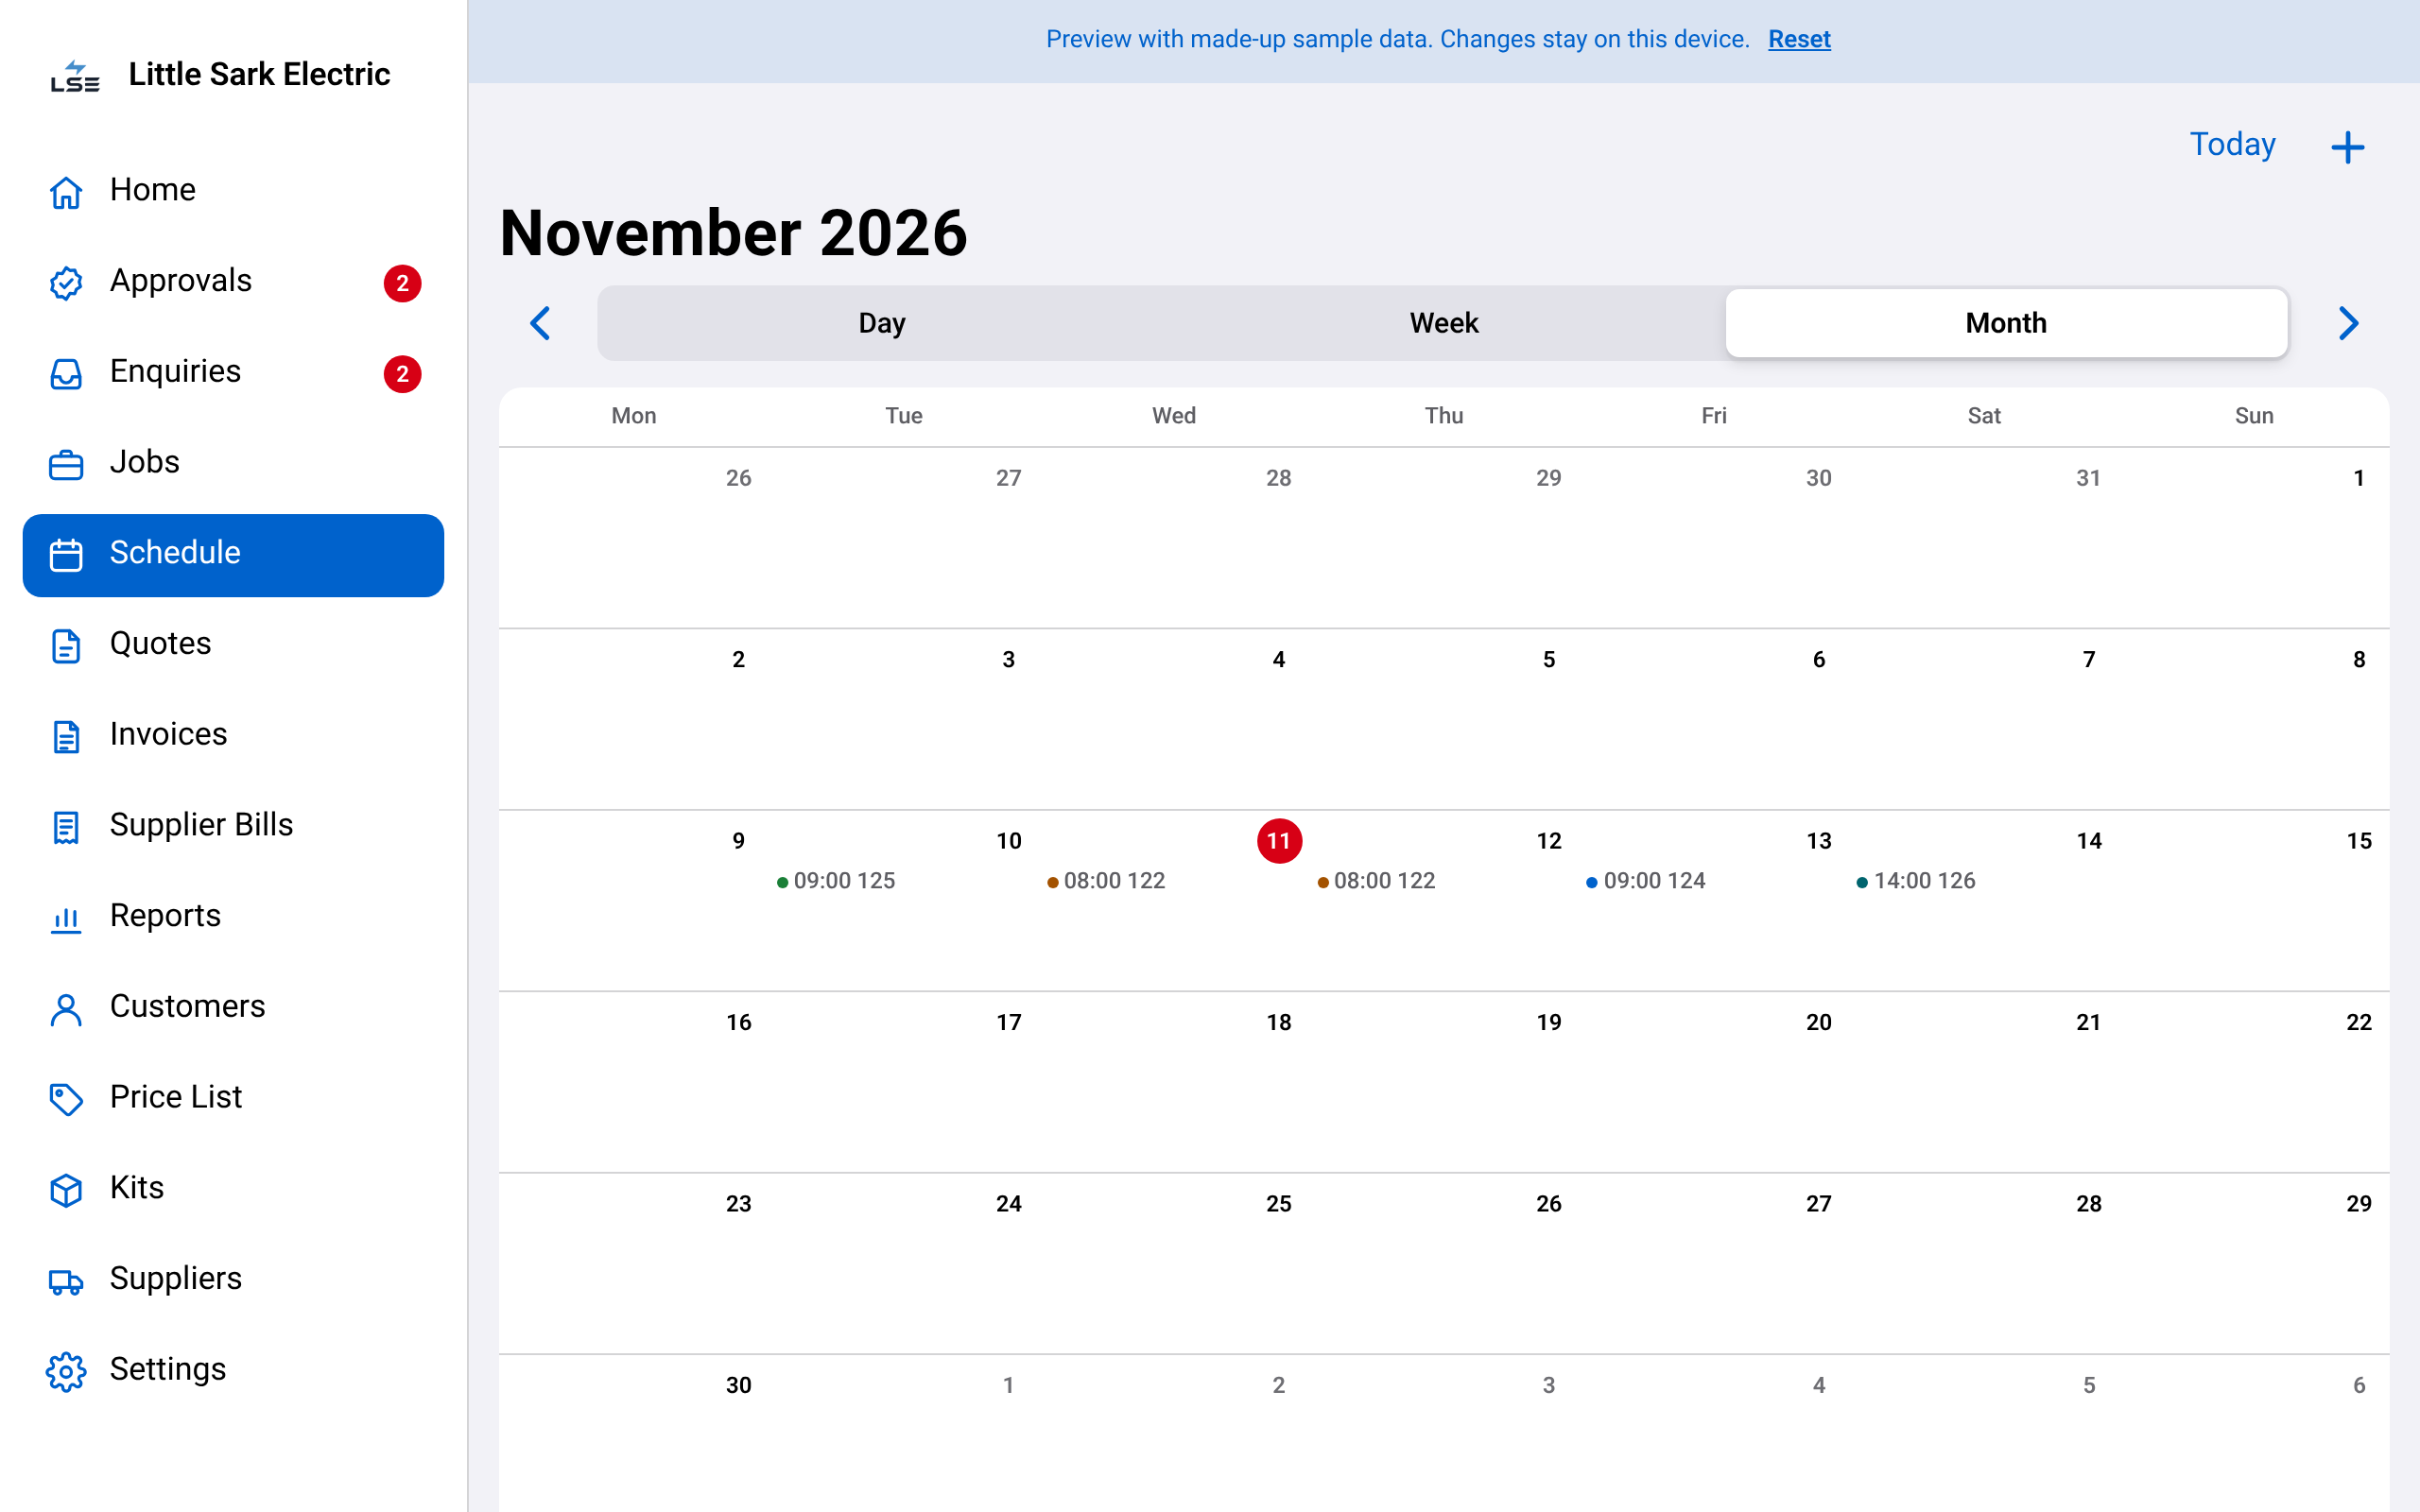 Preview with made-up sample data. Changes stay on this device. Reset
LSE Little Sark Electric
Home
Approvals 2
Enquiries 2
Jobs
Schedule
Quotes
Invoices
Supplier Bills
Reports
Customers
Price List
Kits
Suppliers
Settings
Today
November 2026
Day Week Month
Mon Tue Wed Thu Fri Sat Sun
26 27 28 29 30 31 1
2 3 4 5 6 7 8
9 10 11 12 13 14 15
09:00 125 08:00 122 08:00 122 09:00 124 14:00 126
16 17 18 19 20 21 22
23 24 25 26 27 28 29
30 1 2 3 4 5 6